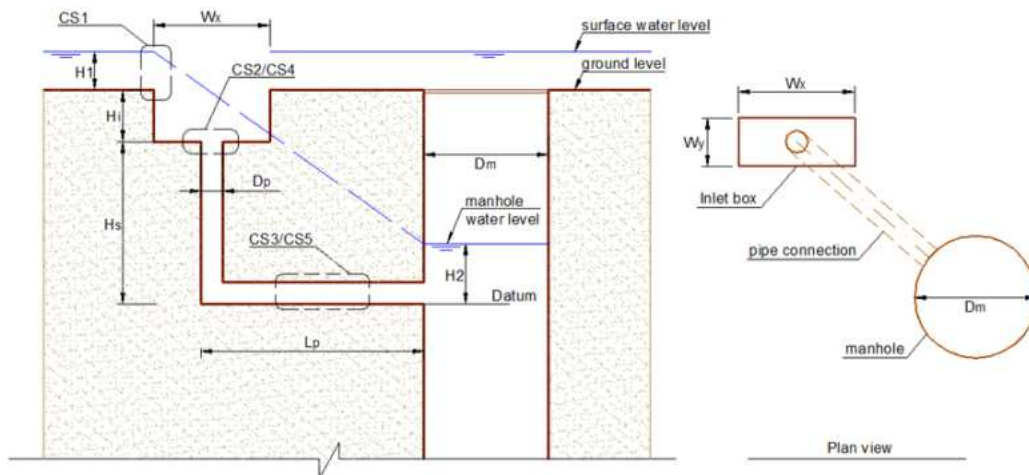 CS1
Wx
surface water level
H1
CS2/CS4
ground level
Wx
Hi
Dm
Wy
Dp
manhole
water level
Inlet box
Hs
CS3/CS5
H2
pipe connection
Datum
Dm
Lp
manhole
Plan view